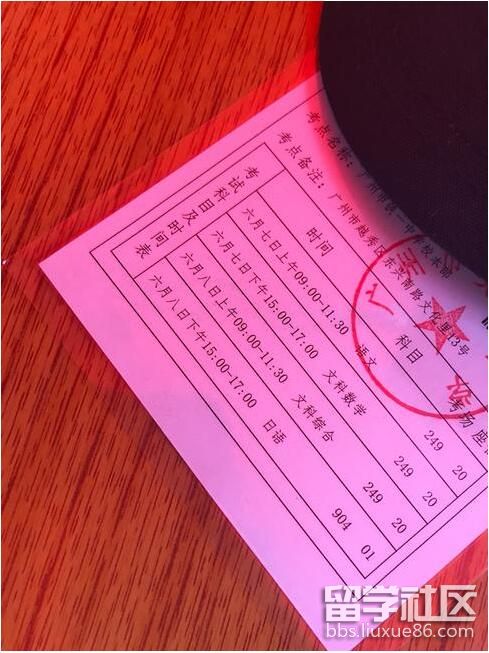 考点名称：广州市
考点备注：广州市越秀区东兴南路文化里13号
考试科目及时间表
时间 科目 考场 座
六月七日上午09:00-11:30 语文 249 20
六月七日下午15:00-17:00 文科数学 249 20
六月八日上午09:00-11:30 文科综合 249 20
六月八日下午15:00-17:00 日语 904 01
留学社区
bbs.liuxue86.com